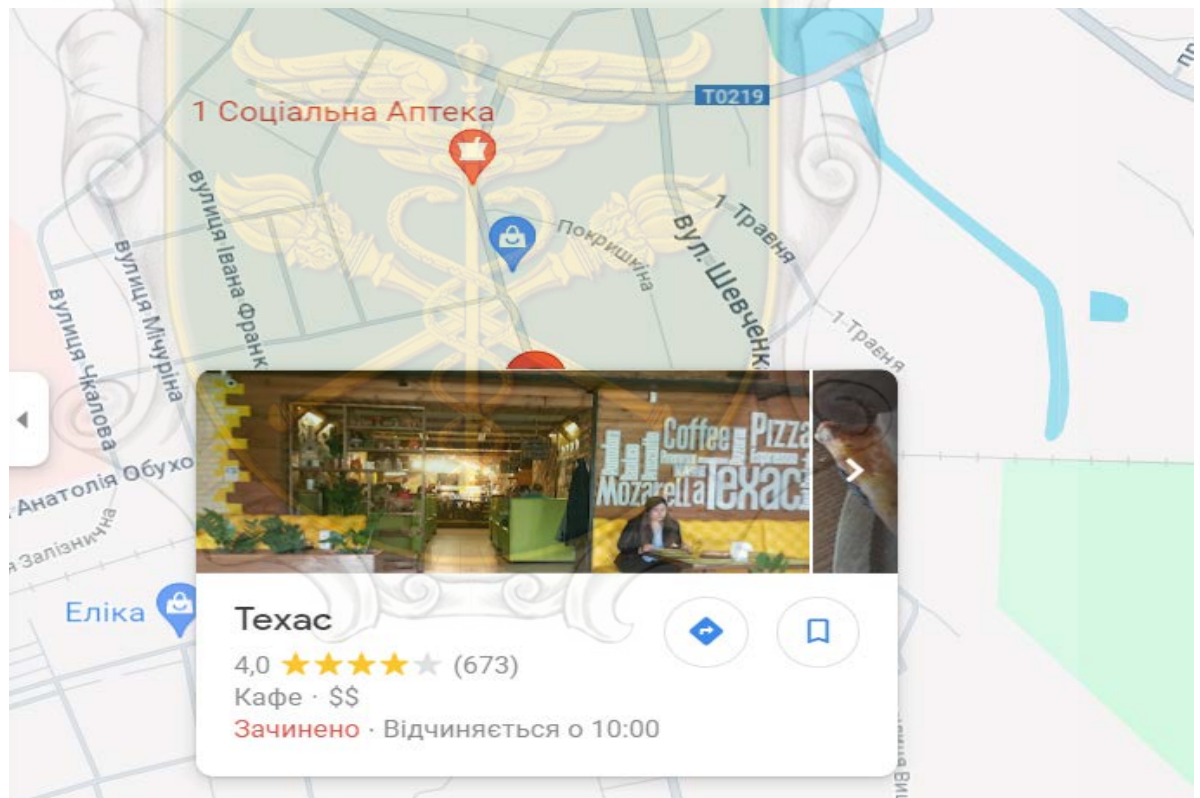 T0219
1 Соціальна Аптека
вулиця Івана Франк
Покришкіна
1 Травня
вул. Шевченк
вулиця Мічуріна
вулиця Чкалова
1 Травня
Анатолія Обухо
Залізнична
Coffee Pizza
Mozarella Техас
Еліка
Техас
4,0 (673)
Кафе · $$
Зачинено · Відчиняється о 10:00